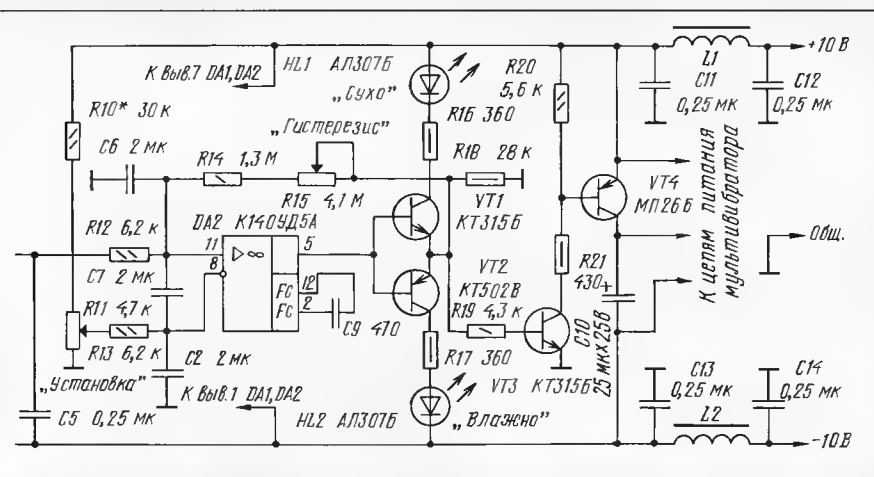 +10 В
L1
R20
5,6 к
HL1 АЛ307Б
„Сухо”
К Выв.7 DA1,DA2
R10* 30 к
C11
0,25 мк
C12
0,25 мк
R16 360
„Гистерезис”
C6 2 мк
R14 1,3 М
R18 28 к
R15 4,7 М
VT1
КТ315Б
VT4
МП26Б
К цепям питания
мультивибратора
Общ.
R12 6,2 к
DA2 К140УД5А
11
8
▷ ∞
5
12
FC
FC
2
C7 2 мк
VT2
КТ502В
R21
430
+
R11 4,7 к
R19 4,3 к
C9 470
C10
25 мк×25В
R13 6,2 к
C2 2 мк
R17 360
„Установка”
VT3 КТ315Б
C13
0,25 мк
C14
0,25 мк
К Выв.1 DA1,DA2
C5 0,25 мк
HL2 АЛ307Б
„Влажно”
L2
−10В